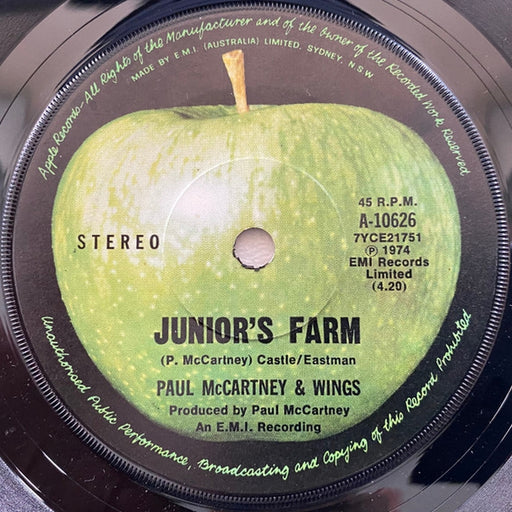 Apple Records—All Rights of the Manufacturer and of the Owner of the Recorded Work Reserved
MADE BY E.M.I. (AUSTRALIA) LIMITED, SYDNEY, N.S.W.
STEREO
45 R.P.M.
A-10626
7YCE21751
Ⓟ 1974
EMI Records
Limited
(4.20)
JUNIOR'S FARM
(P. McCartney) Castle/Eastman
PAUL McCARTNEY & WINGS
Produced by Paul McCartney
An E.M.I. Recording
Unauthorised Public Performance, Broadcasting and Copying of this Record Prohibited